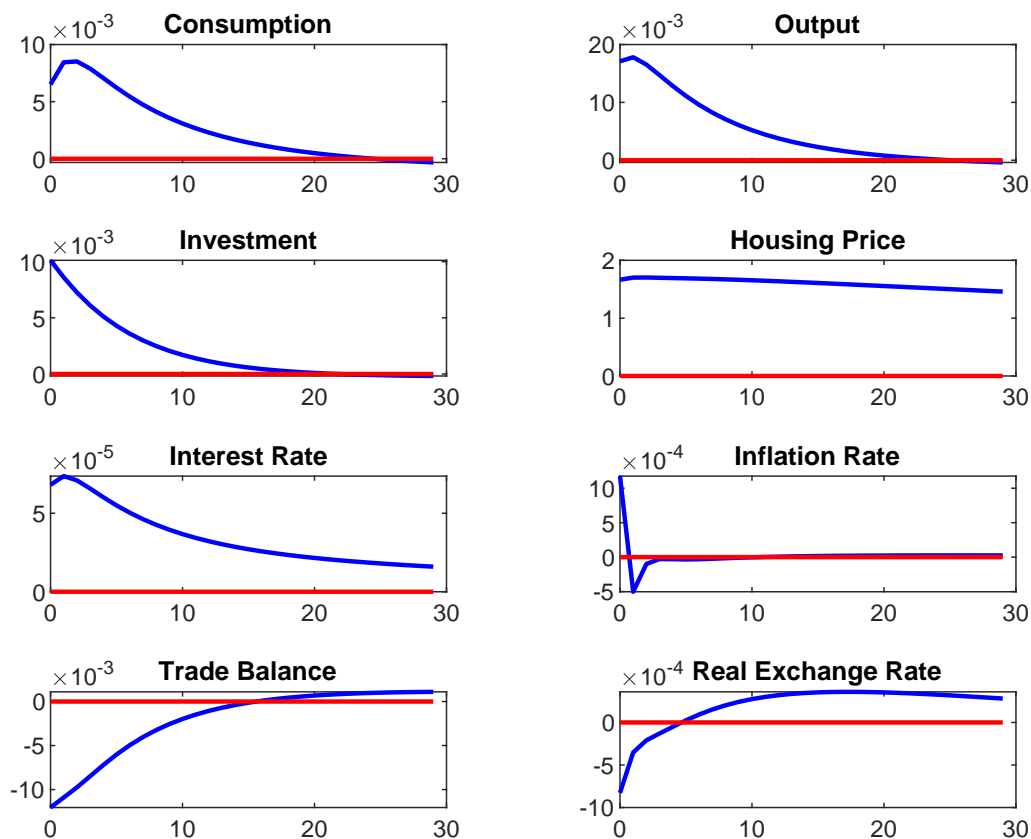 Consumption
×10-3
10
5
0
0 10 20 30
Output
×10-3
20
10
0
0 10 20 30
Investment
×10-3
10
5
0
0 10 20 30
Housing Price
2
1
0
0 10 20 30
Interest Rate
×10-5
5
0
0 10 20 30
Inflation Rate
×10-4
10
5
0
-5
0 10 20 30
Trade Balance
×10-3
0
-5
-10
0 10 20 30
Real Exchange Rate
×10-4
0
-5
-10
0 10 20 30